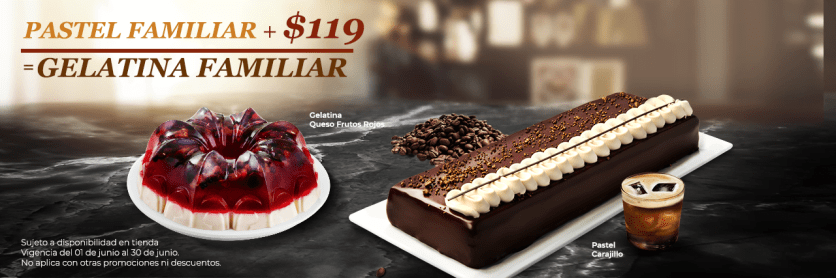 PASTEL FAMILIAR + $119
= GELATINA FAMILIAR
Gelatina
Queso Frutos Rojos
Pastel
Carajillo
Sujeto a disponibilidad en tienda
Vigencia del 01 de junio al 30 de junio.
No aplica con otras promociones ni descuentos.